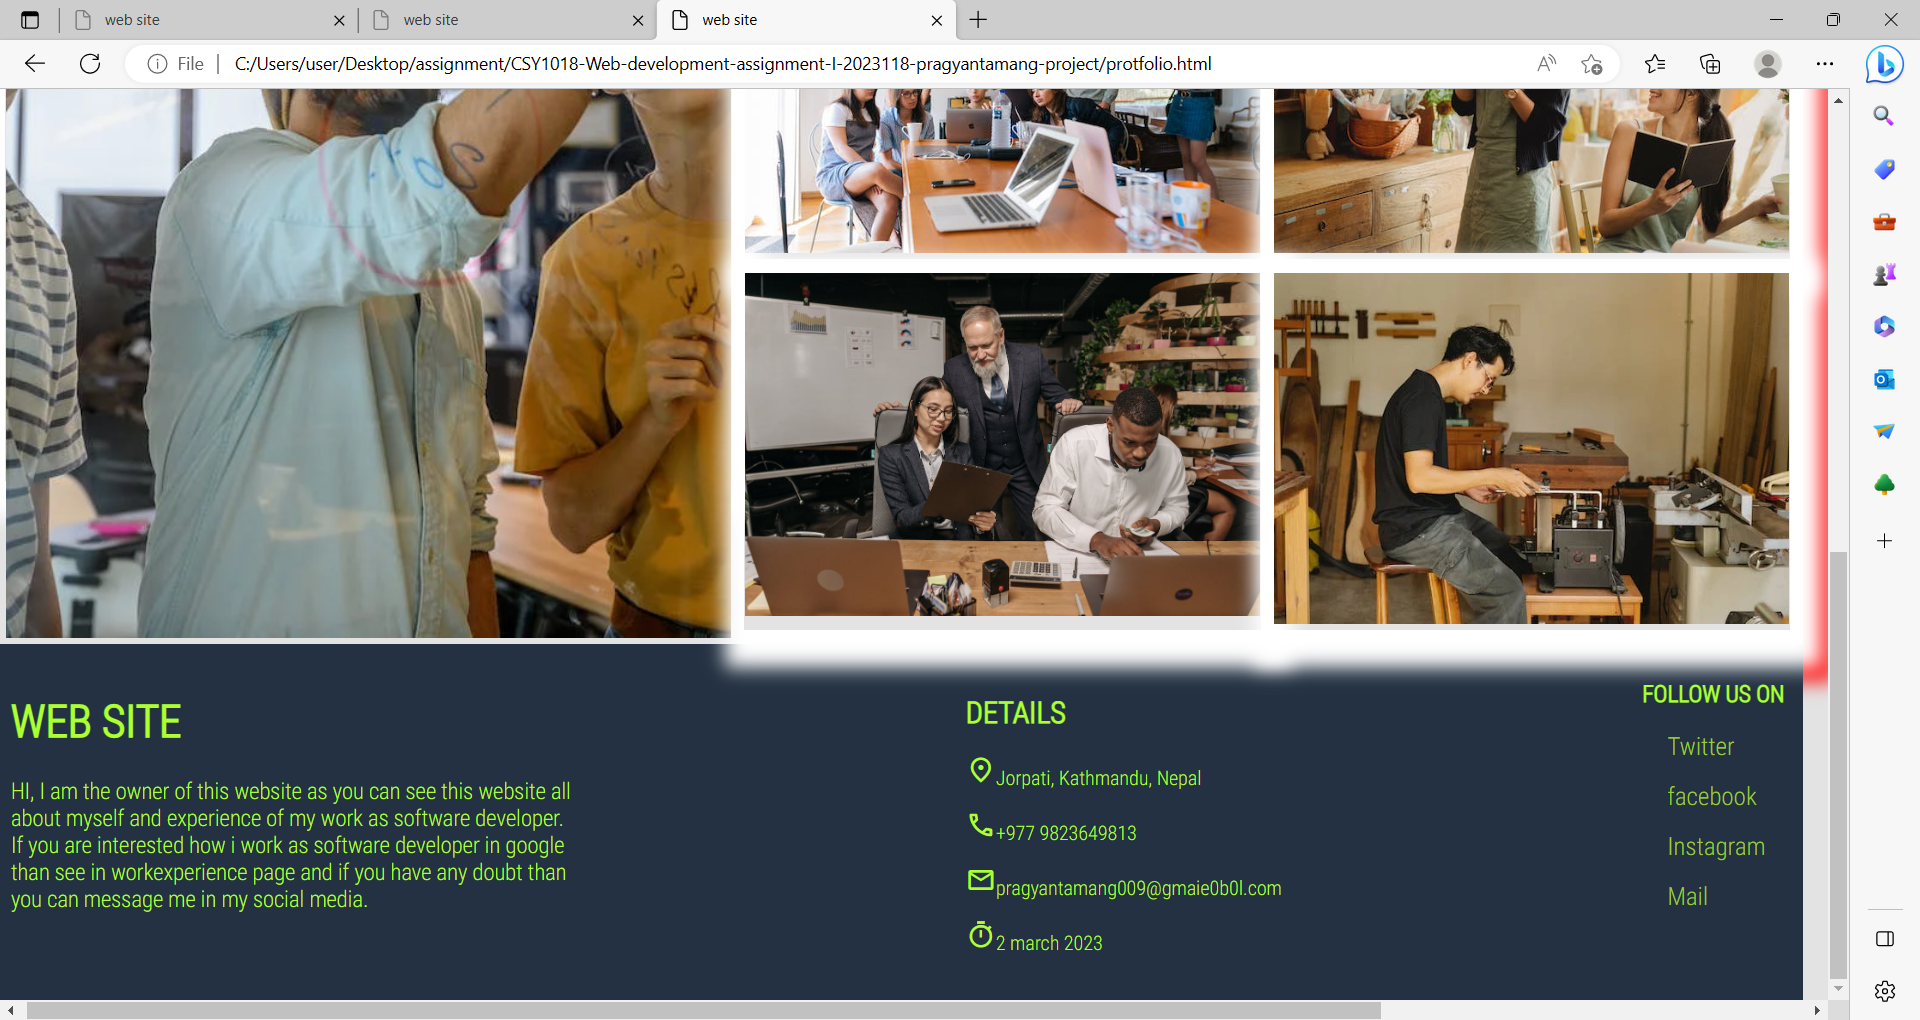 web site
web site
web site
File
C:/Users/user/Desktop/assignment/CSY1018-Web-development-assignment-I-2023118-pragyantamang-project/protfolio.html
WEB SITE
HI, I am the owner of this website as you can see this website all
about myself and experience of my work as software developer.
If you are interested how i work as software developer in google
than see in workexperience page and if you have any doubt than
you can message me in my social media.
DETAILS
Jorpati, Kathmandu, Nepal
+977 9823649813
pragyantamang009@gmaie0b0l.com
2 march 2023
FOLLOW US ON
Twitter
facebook
Instagram
Mail